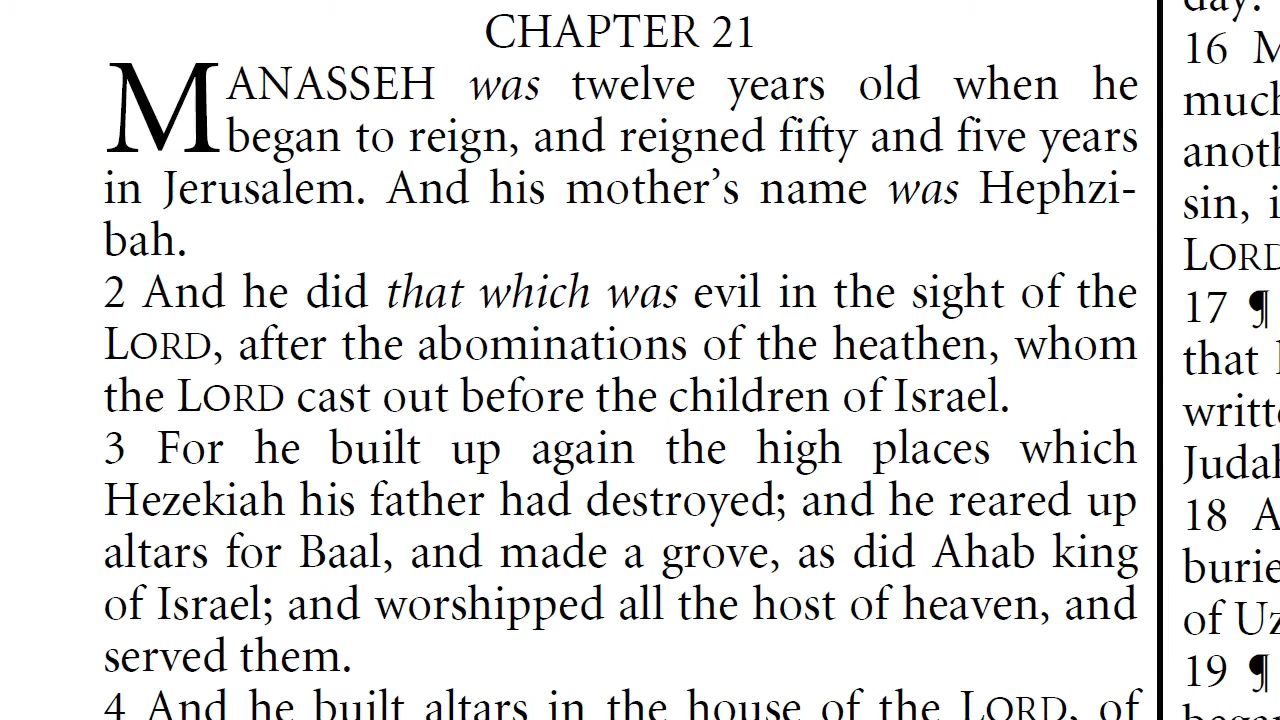 CHAPTER 21
MANASSEH was twelve years old when he
began to reign, and reigned fifty and five years
in Jerusalem. And his mother’s name was Hephzi-
bah.
2 And he did that which was evil in the sight of the
LORD, after the abominations of the heathen, whom
the LORD cast out before the children of Israel.
3 For he built up again the high places which
Hezekiah his father had destroyed; and he reared up
altars for Baal, and made a grove, as did Ahab king
of Israel; and worshipped all the host of heaven, and
served them.
4 And he built altars in the house of the LORD, of
day.
16
17 ¶
that
18
of
19 ¶
sin,
LORD